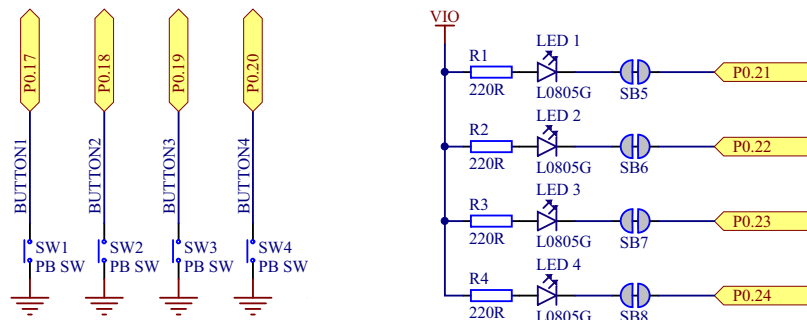 P0.17
P0.18
P0.19
P0.20
BUTTON1
BUTTON2
BUTTON3
BUTTON4
SW1
PB SW
SW2
PB SW
SW3
PB SW
SW4
PB SW
VIO
R1
220R
LED 1
L0805G
SB5
P0.21
R2
220R
LED 2
L0805G
SB6
P0.22
R3
220R
LED 3
L0805G
SB7
P0.23
R4
220R
LED 4
L0805G
SB8
P0.24